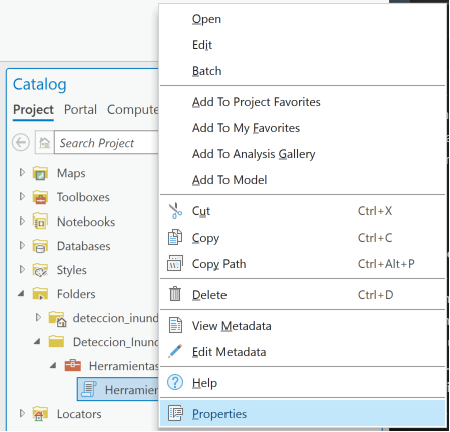 Catalog
Project Portal Compute
Search Project
Maps
Toolboxes
Notebooks
Databases
Styles
Folders
deteccion_inund
Deteccion_Inun
Herramientas
Herramien
Locators
Open
Edit
Batch
Add To Project Favorites
Add To My Favorites
Add To Analysis Gallery
Add To Model
Cut Ctrl+X
Copy Ctrl+C
Copy Path Ctrl+Alt+P
Delete Ctrl+D
View Metadata
Edit Metadata
Help
Properties